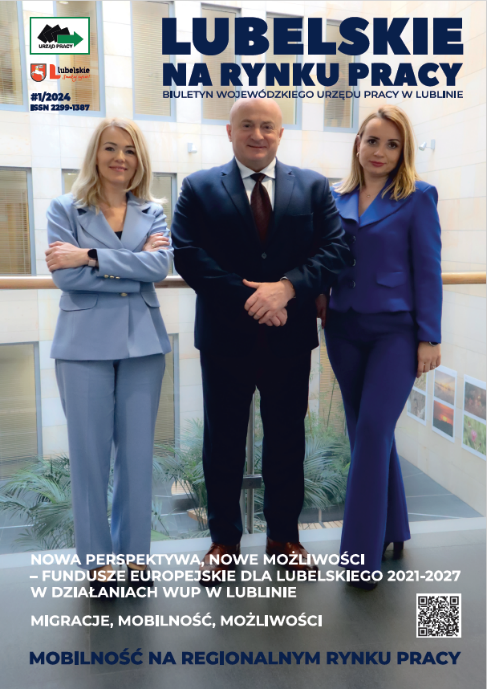 URZĄD PRACY
lubelskie
#1/2024
ISSN 2299-1387
LUBELSKIE
NA RYNKU PRACY
BIULETYN WOJEWÓDZKIEGO URZĘDU PRACY W LUBLINIE
NOWA PERSPEKTYWA, NOWE MOŻLIWOŚCI
– FUNDUSZE EUROPEJSKIE DLA LUBELSKIEGO 2021-2027
W DZIAŁANIACH WUP W LUBLINIE
MIGRACJE, MOBILNOŚĆ, MOŻLIWOŚCI
MOBILNOŚĆ NA REGIONALNYM RYNKU PRACY